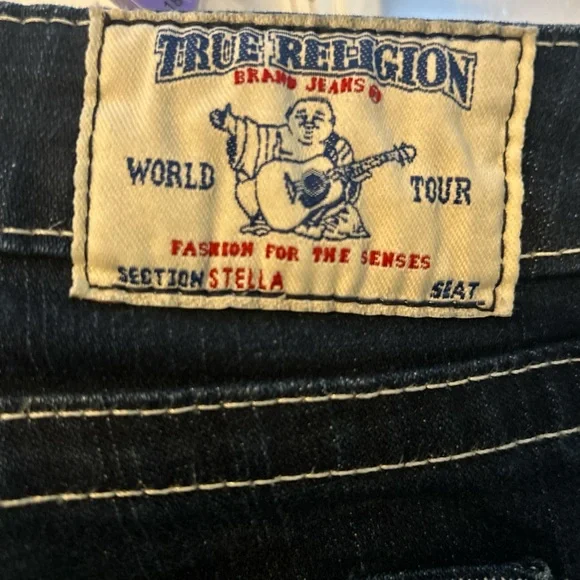 TRUE RELIGION
BRAND JEANS®
WORLD TOUR
FASHION FOR THE SENSES
SECTION STELLA SEAT